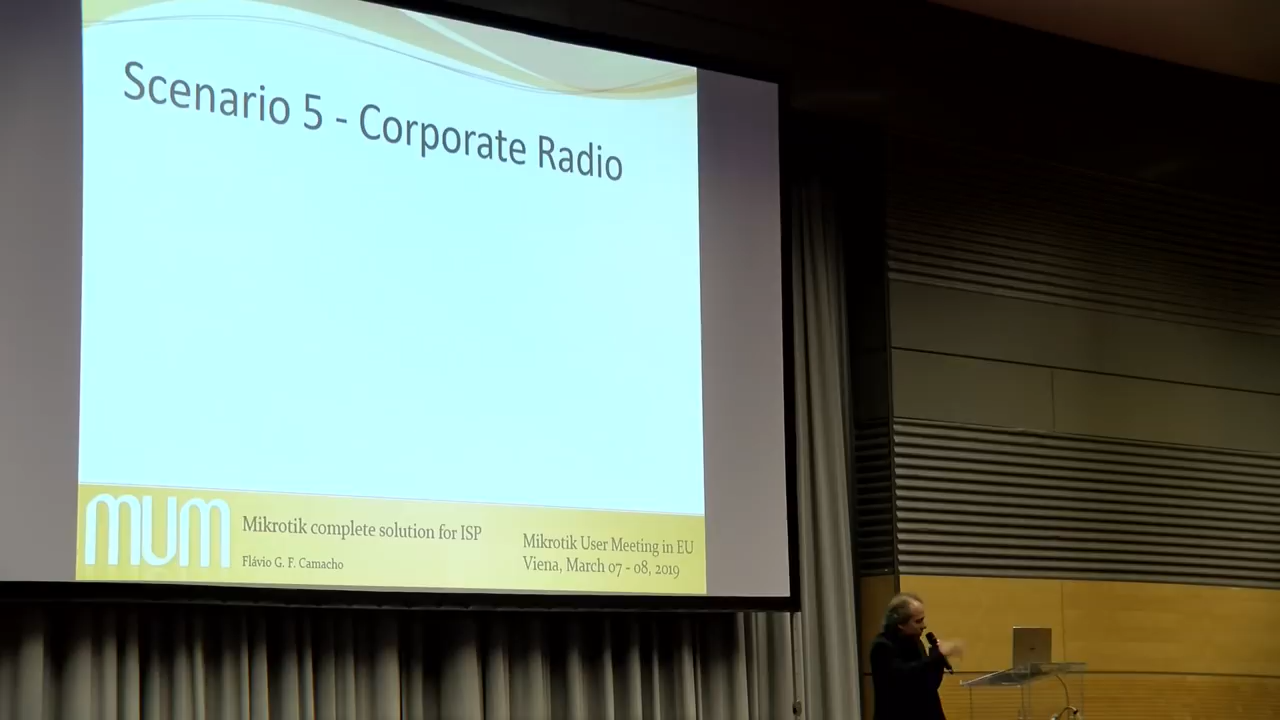 Scenario 5 - Corporate Radio
mum
Mikrotik complete solution for ISP
Flávio G. F. Camacho
Mikrotik User Meeting in EU
Viena, March 07 - 08, 2019